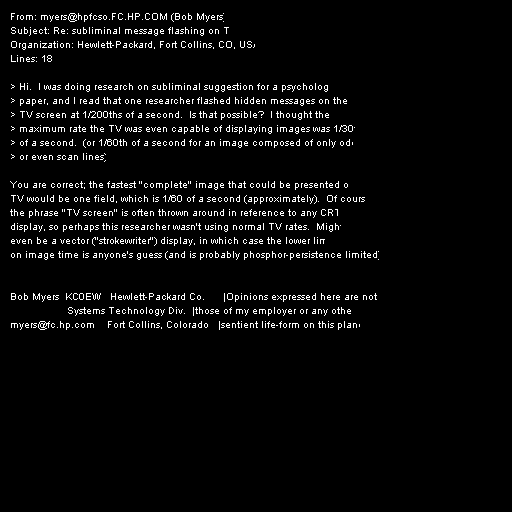 From: myers@hpfcso.FC.HP.COM (Bob Myers)
Subject: Re: subliminal message flashing on T
Organization: Hewlett-Packard, Fort Collins, CO, USA
Lines: 18

> Hi. I was doing research on subliminal suggestion for a psycholog
> paper, and I read that one researcher flashed hidden messages on the
> TV screen at 1/200ths of a second. Is that possible? I thought the
> maximum rate the TV was even capable of displaying images was 1/30
> of a second. (or 1/60th of a second for an image composed of only odd
> or even scan lines)

You are correct; the fastest "complete" image that could be presented o
TV would be one field, which is 1/60 of a second (approximately). Of cours
the phrase "TV screen" is often thrown around in reference to any CRT
display, so perhaps this researcher wasn't using normal TV rates. Migh
even be a vector ("strokewriter") display, in which case the lower lim
on image time is anyone's guess (and is probably phosphor-persistence limited)

Bob Myers KC0EW Hewlett-Packard Co. |Opinions expressed here are not
Systems Technology Div. |those of my employer or any othe
myers@fc.hp.com Fort Collins, Colorado |sentient life-form on this plan